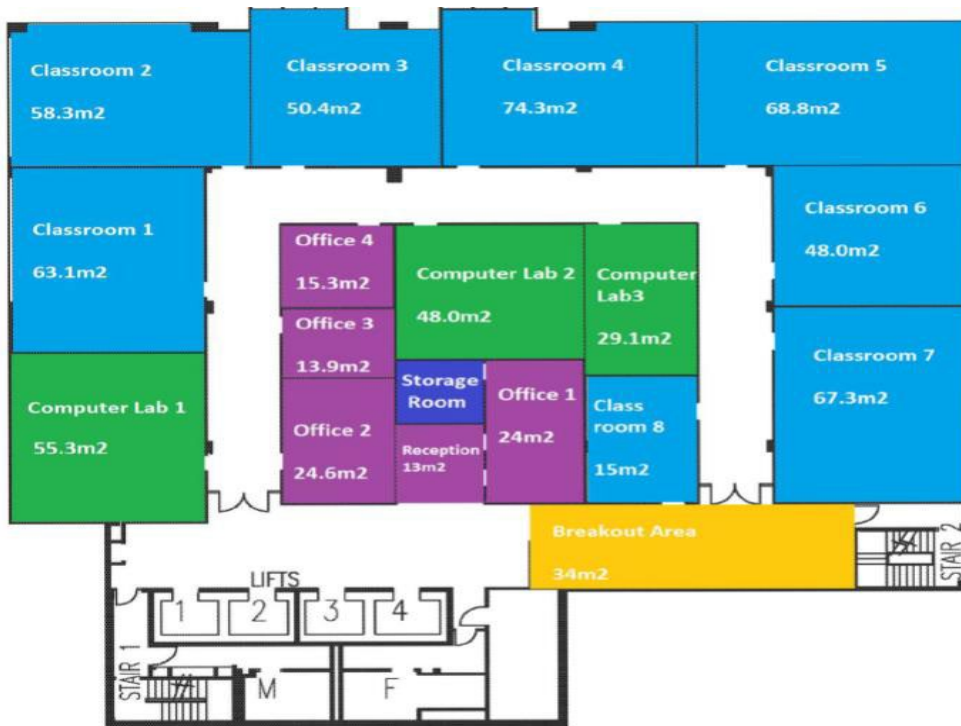 Classroom 2
58.3m2
Classroom 3
50.4m2
Classroom 4
74.3m2
Classroom 5
68.8m2
Classroom 1
63.1m2
Office 4
15.3m2
Computer Lab 2
48.0m2
Computer
Lab3
29.1m2
Classroom 6
48.0m2
Office 3
13.9m2
Storage
Room
Office 1
24m2
Classroom 7
67.3m2
Computer Lab 1
55.3m2
Office 2
24.6m2
Reception
13m2
Class
room 8
15m2
Breakout Area
34m2
STAIR 2
LIFTS
1
2
3
4
STAIR 1
M
F